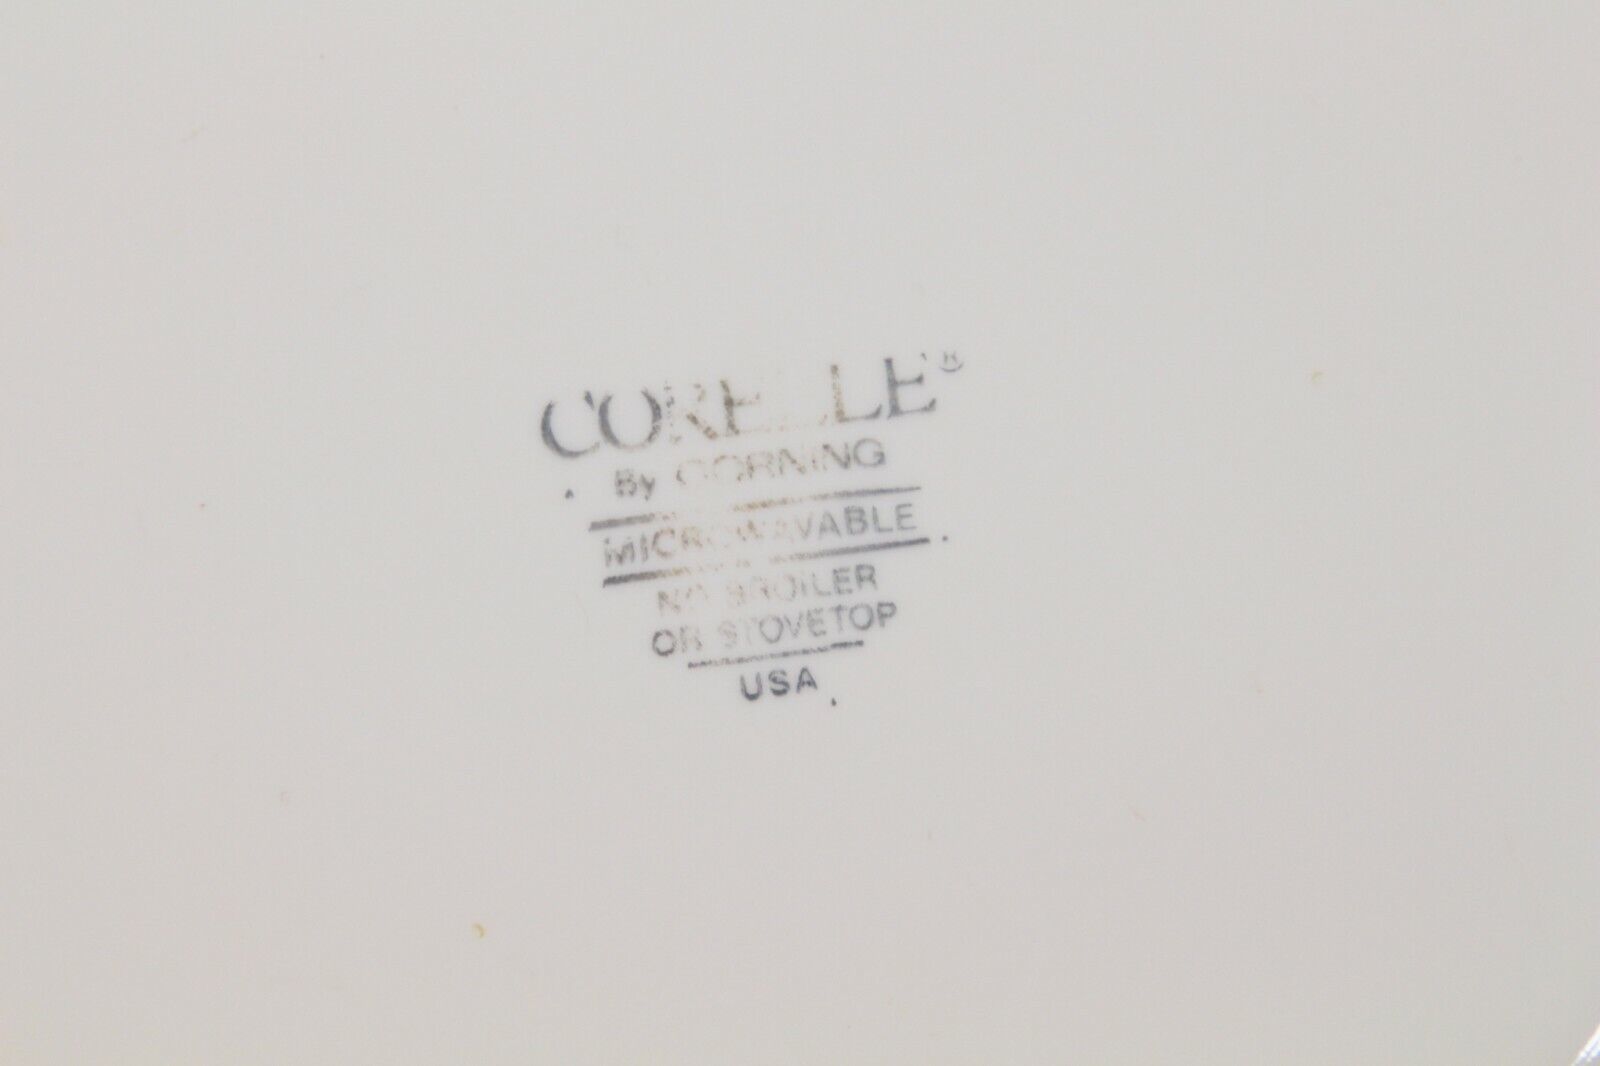 CORELLE®
By CORNING
MICROWAVABLE
NO BROILER
OR STOVETOP
USA